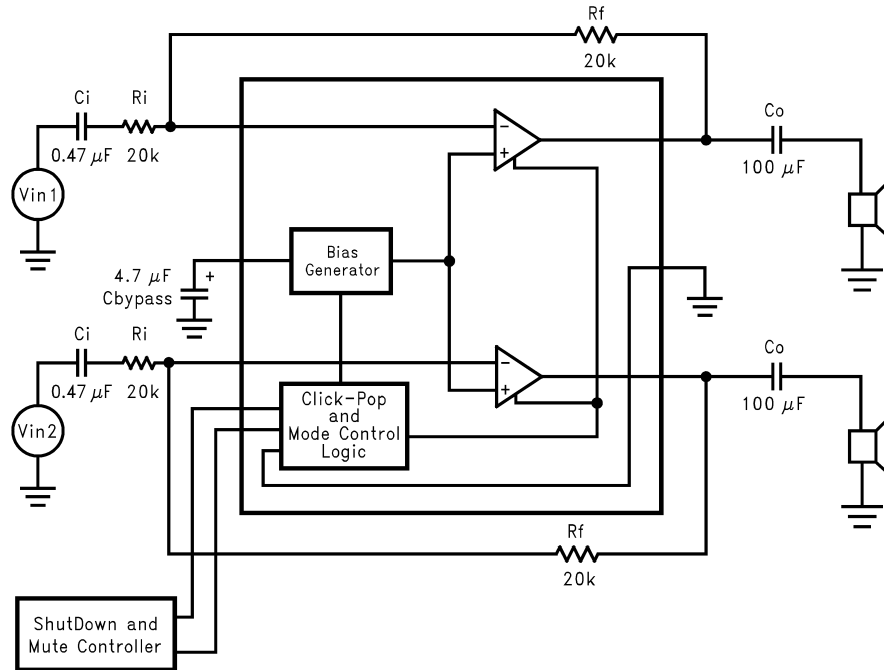 Rf
20k
Ci
Ri
Co
0.47 µF
20k
100 µF
Vin1
−
+
Bias
Generator
4.7 µF
+
Cbypass
Ci
Ri
Co
0.47 µF
20k
100 µF
−
+
Click-Pop
and
Mode Control
Logic
Vin2
Rf
20k
ShutDown and
Mute Controller